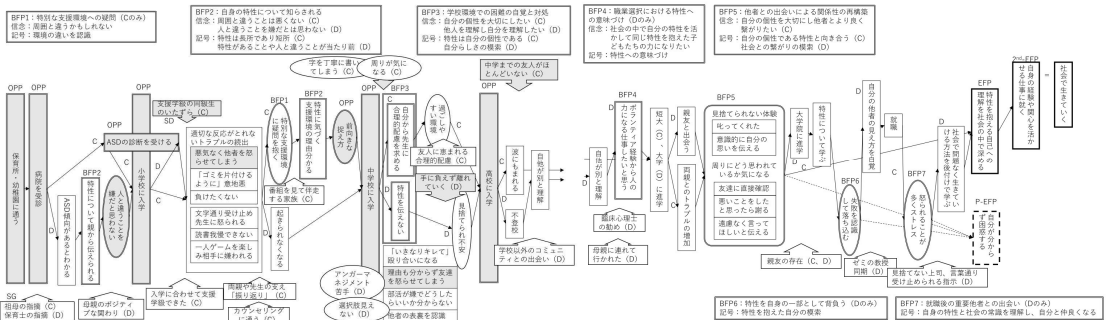 BFP1：特別な支援環境への疑問（Cのみ）
信念：周囲と違うかもしれない
記号：環境の違いを認識
BFP2：自身の特性について知らされる
信念：周囲と違うことは悪くない（C）
人と違うことを嫌だとは思わない（D）
記号：特性は長所であり短所（C）
特性があることや人と違うことが当たり前（D）
BFP3：学校環境での困難の自覚と対処
信念：自分の個性を大切にしたい（C）
他人を理解し自分を理解したい（D）
記号：特性は自分の個性である（C）
自分らしさの模索（D）
BFP4：職業選択における特性へ
の意味づけ（Dのみ）
信念：社会の中で自分の特性を活
かして同じ特性を抱えた子
どもたちの力になりたい
記号：特性への意味づけ
BFP5：他者との出会いによる関係性の再構築
信念：自分の個性を大切にし他者とより良く
繋がりたい（C）
記号：自分の個性である特性と向き合う（C）
社会との繋がりの模索（D）
OPP
保育所・幼稚園に通う
OPP
病院を受診
SG
祖母の指摘（C）
保育士の指摘（D）
OPP
ASDの診断を受ける
ASD傾向があるとわかる
BFP2
特性について親から伝えられる
人と違うことを
嫌だと思わない
母親のポジティ
ブな関わり（D）
OPP
小学校に入学
入学に合わせて支援
学級できた（C）
支援学級の同級生
のいたずら（C）
SD
適切な反応がとれな
いトラブルの続出
悪気なく他者を怒
らせてしまう
「ゴミを片付ける
ように」意地悪
負けたくない
文字通り受け止め
先生に怒られる
読書我慢できない
一人ゲームを楽し
み相手に嫌われる
両親や先生の支え
「振り返り」（C）
カウンセリング
に通う（C）
BFP1
特別な支援環境
に疑問を抱く
BFP2
特性に気づき
支援環境の理由分かる
番組を見て伴走
する家族（C）
起きられなくなる
OPP
前向きな
捉え方
中学校に入学
字を丁寧に書い
てしまう（C）
周りが気に
なる（C）
BFP3
自分から先生に
合理的配慮を求める
特性を伝えない
過ごしや
すい環境
友人に恵まれる
合理的配慮（C）
手に負えず離れ
ていく（D）
見捨てられ不安
「いきなりキレて」
殴り合いになる
理由も分からず友達
を怒らせてしまう
部活が嫌でどうした
らいいか分からない
他者の表裏を認識
アンガーマ
ネジメント
苦手（D）
選択肢見え
ない（D）
中学までの友人がほ
とんどいない（C）
OPP
高校に入学
波にもまれる
不登校
自他が別と理解
学校以外のコミュニ
ティとの出会い（D）
自他が別と理解
BFP4
ボランティア経験から人の
力になる仕事したいと思う
臨床心理士
の勧め（D）
短大（C）、大学（D）に進学
親友と出会う
両親とのトラブルの増加
母親に連れて
行かれた（D）
BFP5
見捨てられない体験
叱ってくれた
意識的に自分の
思いを伝える
周りにどう思われて
いるか気になる
友達に直接確認
悪いことをした
と思ったら謝る
遠慮なく言って
ほしいと伝える
親友の存在（C, D）
大学院に進学
特性について学ぶ
BFP6
失敗を認識
して落ち込む
ゼミの教授
同期（D）
自分の他者の見え方を自覚
就職
BFP7
怒られることが
多くストレス
見捨てない上司、言葉通り
受け止められる指示（D）
社会で問題なく生きてい
ける方法を後付けで学ぶ
EFP
特性を抱える自己への
理解を社会の中で深める
P-EFP
自分が分から
ず困惑する
2nd-EFP
自身の経験や関心を活か
せる仕事に就く
＝
社会で生きていく
BFP6：特性を自身の一部として背負う（Dのみ）
記号：特性を抱えた自分の模索
BFP7：就職後の重要他者との出会い（Dのみ）
記号：自身の特性と社会の常識を理解し、自分と仲良くなる